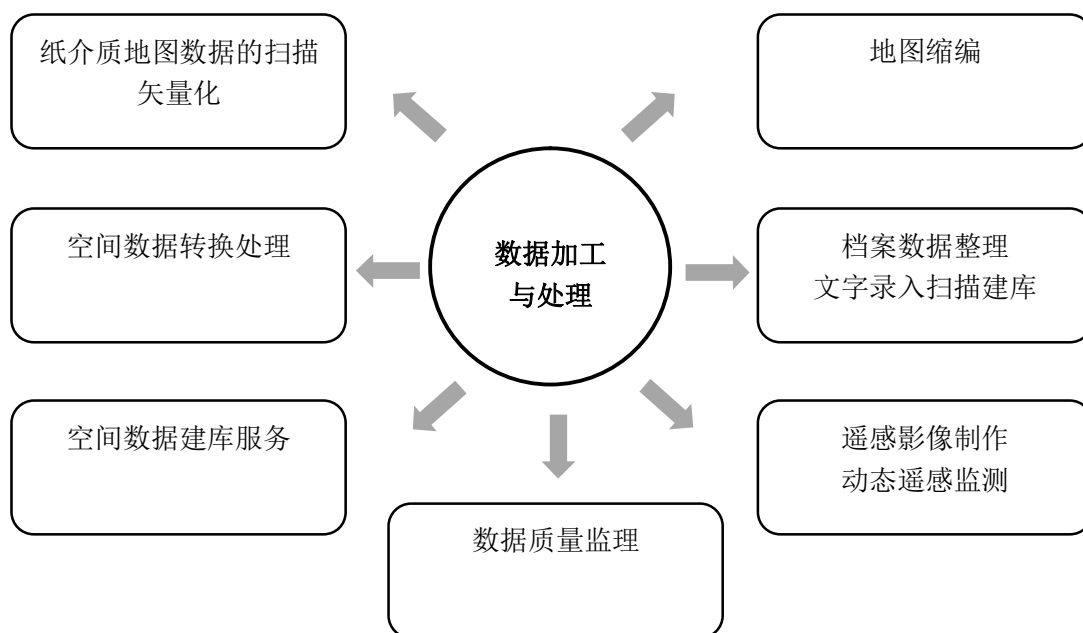 纸介质地图数据的扫描
矢量化
地图缩编
空间数据转换处理
数据加工
与处理
档案数据整理
文字录入扫描建库
空间数据建库服务
遥感影像制作
动态遥感监测
数据质量监理